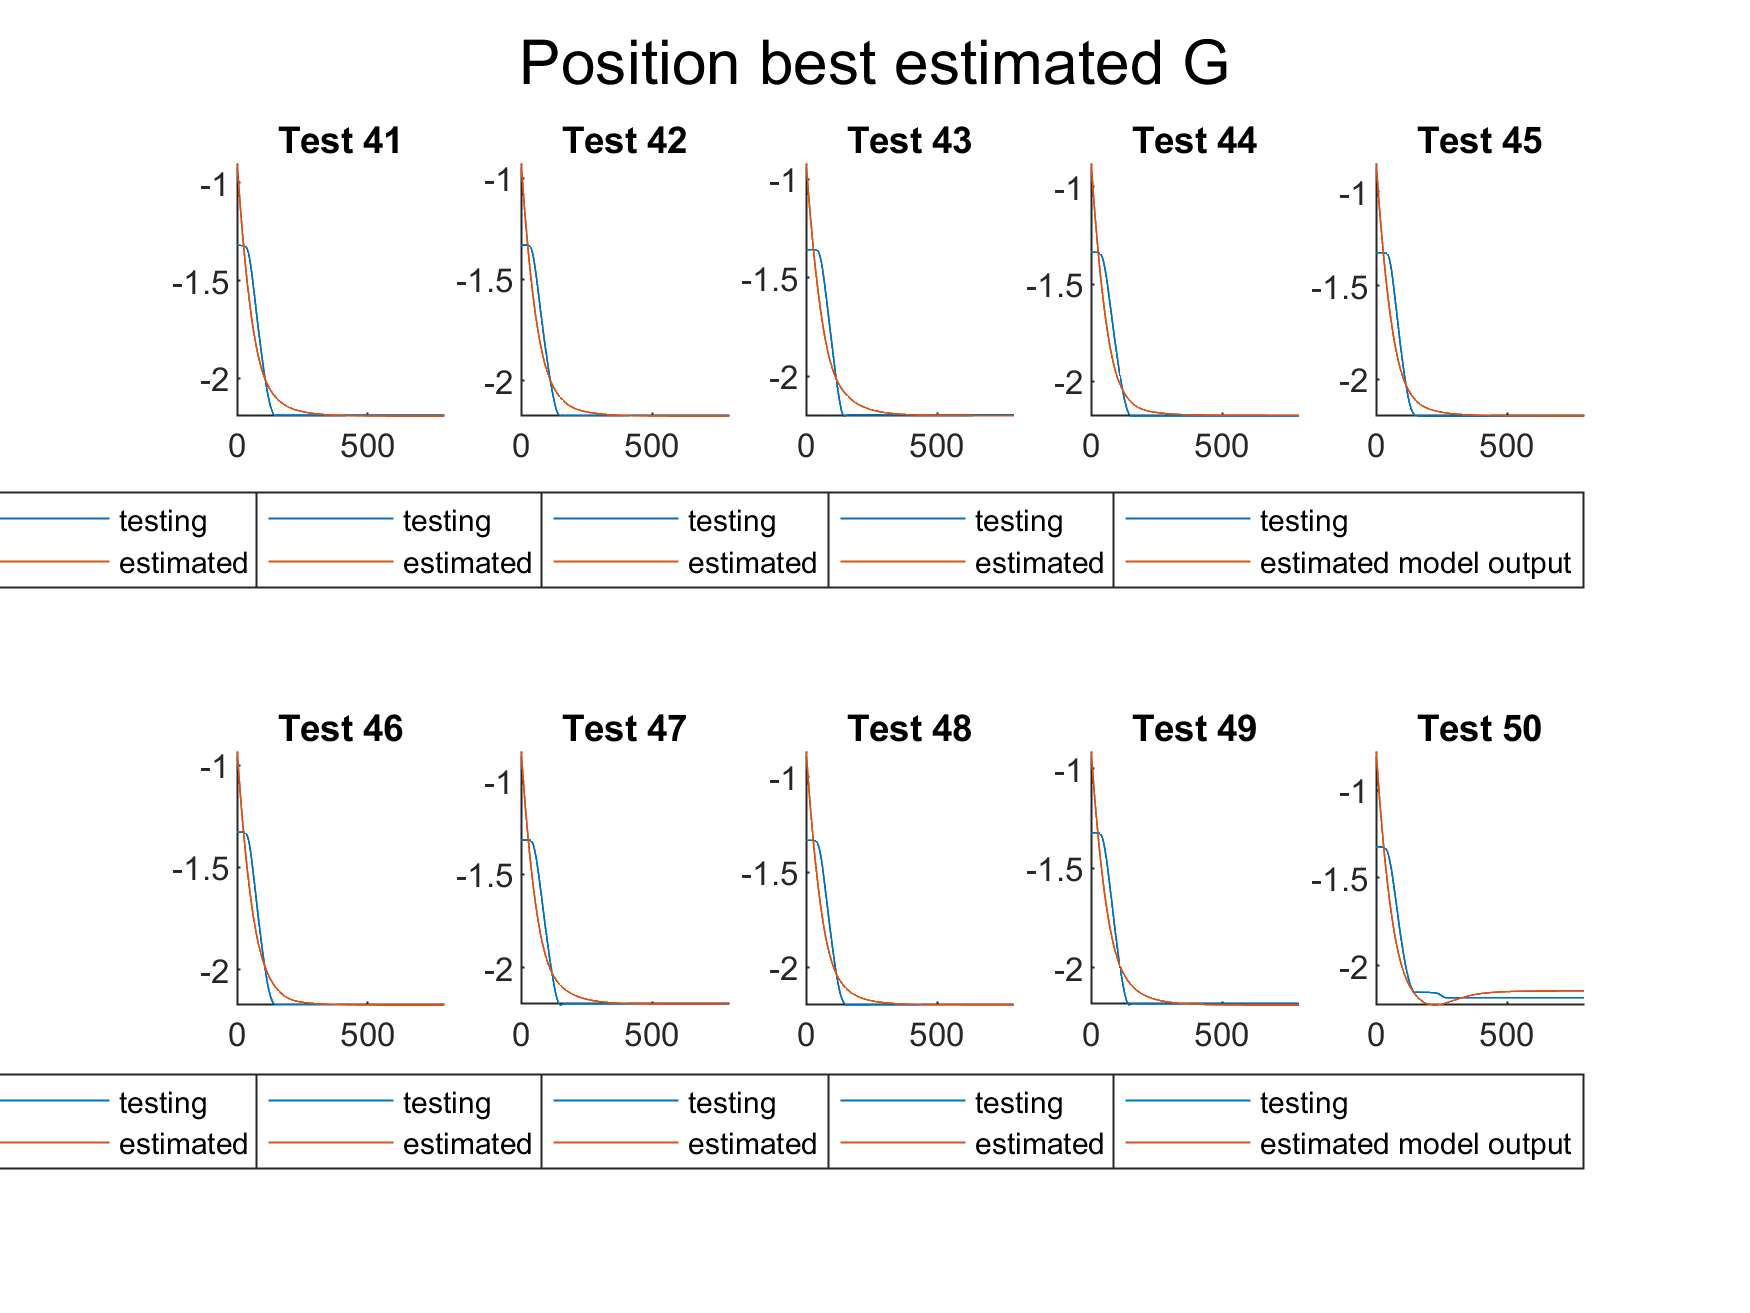 Position best estimated G
Test 41 Test 42 Test 43 Test 44 Test 45
-1 -1 -1 -1 -1
-1.5 -1.5 -1.5 -1.5 -1.5
-2 -2 -2 -2 -2
0 500 0 500 0 500 0 500 0 500
testing testing testing testing testing
estimated estimated estimated estimated estimated model output
Test 46 Test 47 Test 48 Test 49 Test 50
-1 -1 -1 -1 -1
-1.5 -1.5 -1.5 -1.5 -1.5
-2 -2 -2 -2 -2
0 500 0 500 0 500 0 500 0 500
testing testing testing testing testing
estimated estimated estimated estimated estimated model output